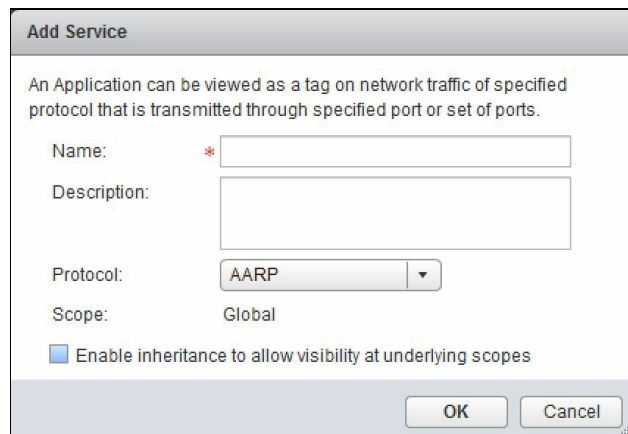 Add Service
An Application can be viewed as a tag on network traffic of specified
protocol that is transmitted through specified port or set of ports.
Name: *
Description:
Protocol: AARP
Scope: Global
Enable inheritance to allow visibility at underlying scopes
OK Cancel